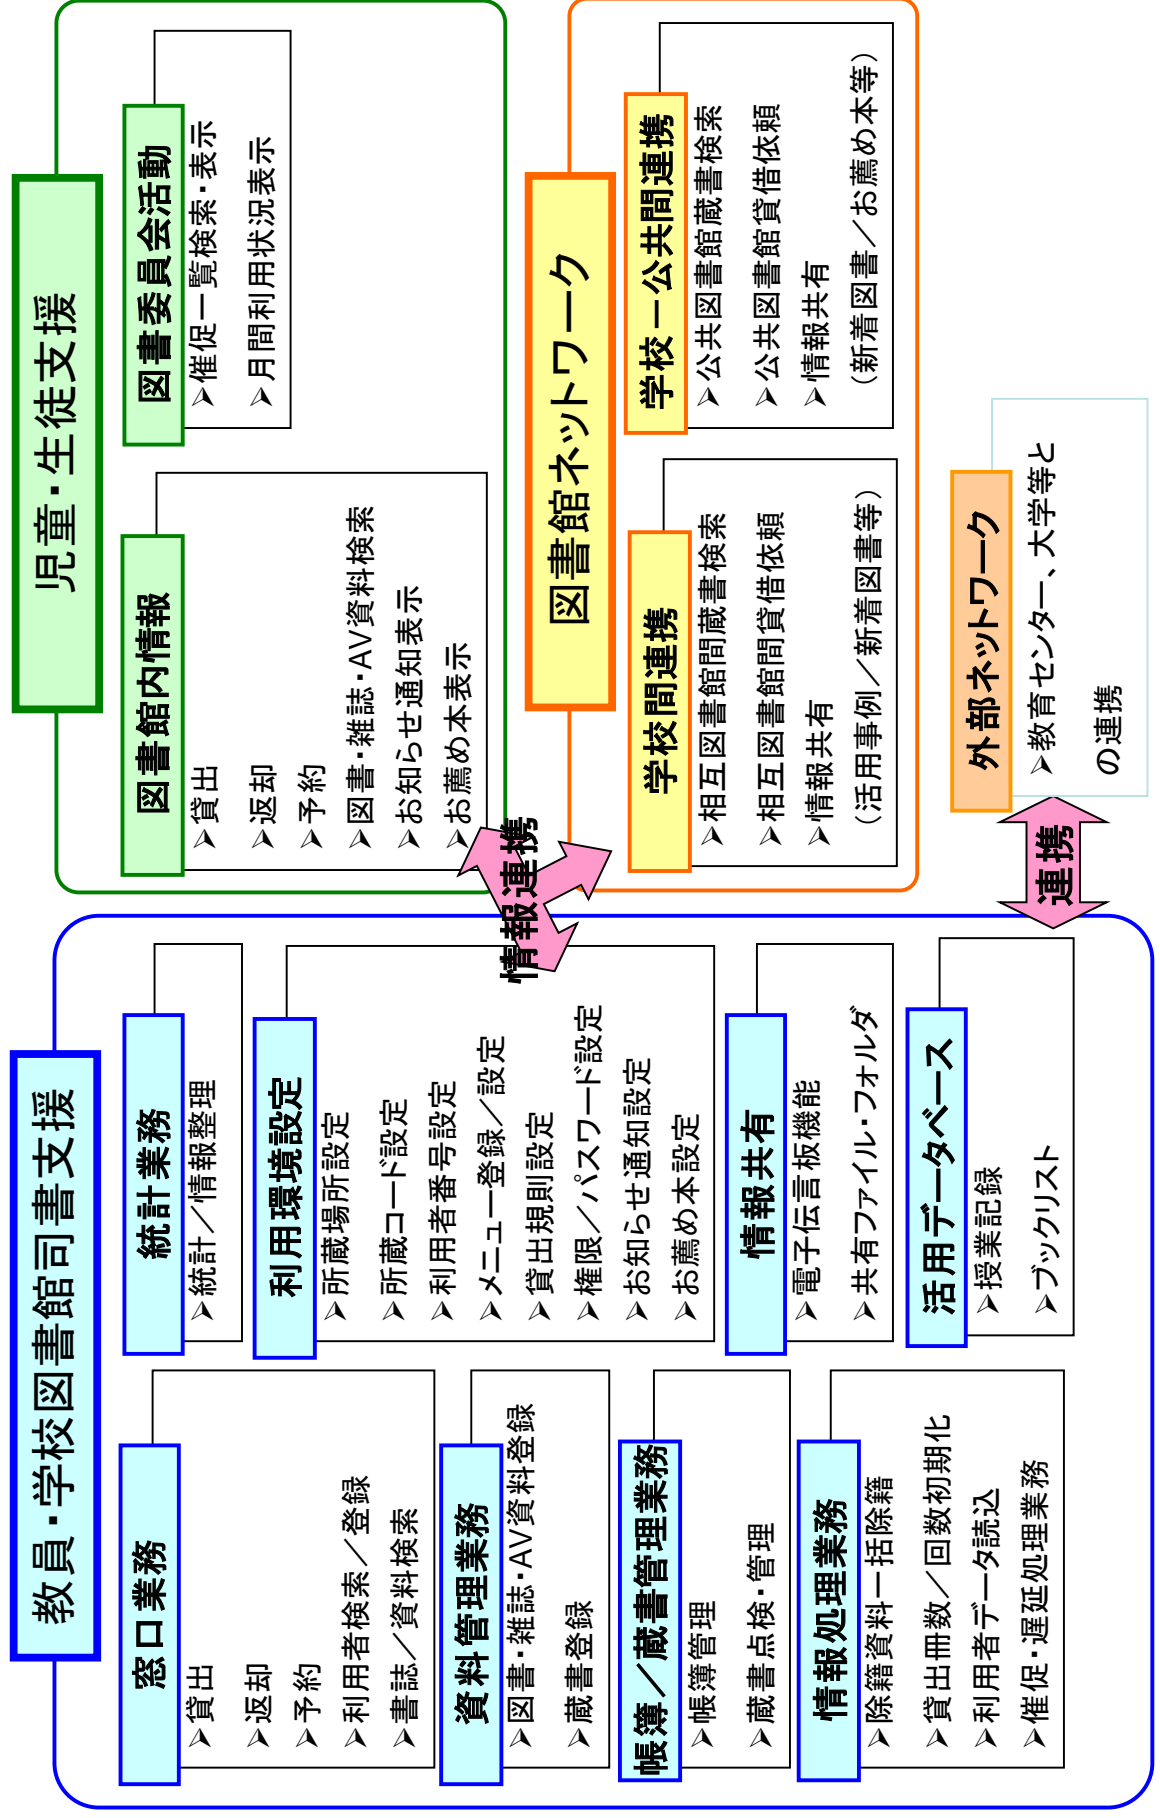 教員・学校図書館司書支援
窓口業務
➢貸出
➢返却
➢予約
➢利用者検索／登録
➢書誌／資料検索
資料管理業務
➢図書・雑誌・AV資料登録
➢蔵書登録
帳簿／蔵書管理業務
➢帳簿管理
➢蔵書点検・管理
情報処理業務
➢除籍資料一括除籍
➢貸出冊数／回数初期化
➢利用者データ読込
➢催促・遅延処理業務
統計業務
➢統計／情報整理
利用環境設定
➢所蔵場所設定
➢所蔵コード設定
➢利用者番号設定
➢メニュー登録／設定
➢貸出規則設定
➢権限／パスワード設定
➢お知らせ通知設定
➢お薦め本設定
情報共有
➢電子伝言板機能
➢共有ファイル・フォルダ
活用データベース
➢授業記録
➢ブックリスト
情報連携
連携
児童・生徒支援
図書館内情報
➢貸出
➢返却
➢予約
➢図書・雑誌・AV資料検索
➢お知らせ通知表示
➢お薦め本表示
図書委員会活動
➢催促一覧検索・表示
➢月間利用状況表示
図書館ネットワーク
学校間連携
➢相互図書館間蔵書検索
➢相互図書館間貸借依頼
➢情報共有
（活用事例／新着図書等）
学校－公共間連携
➢公共図書館蔵書検索
➢公共図書館貸借依頼
➢情報共有
（新着図書／お薦め本等）
外部ネットワーク
➢教育センター、大学等と
の連携